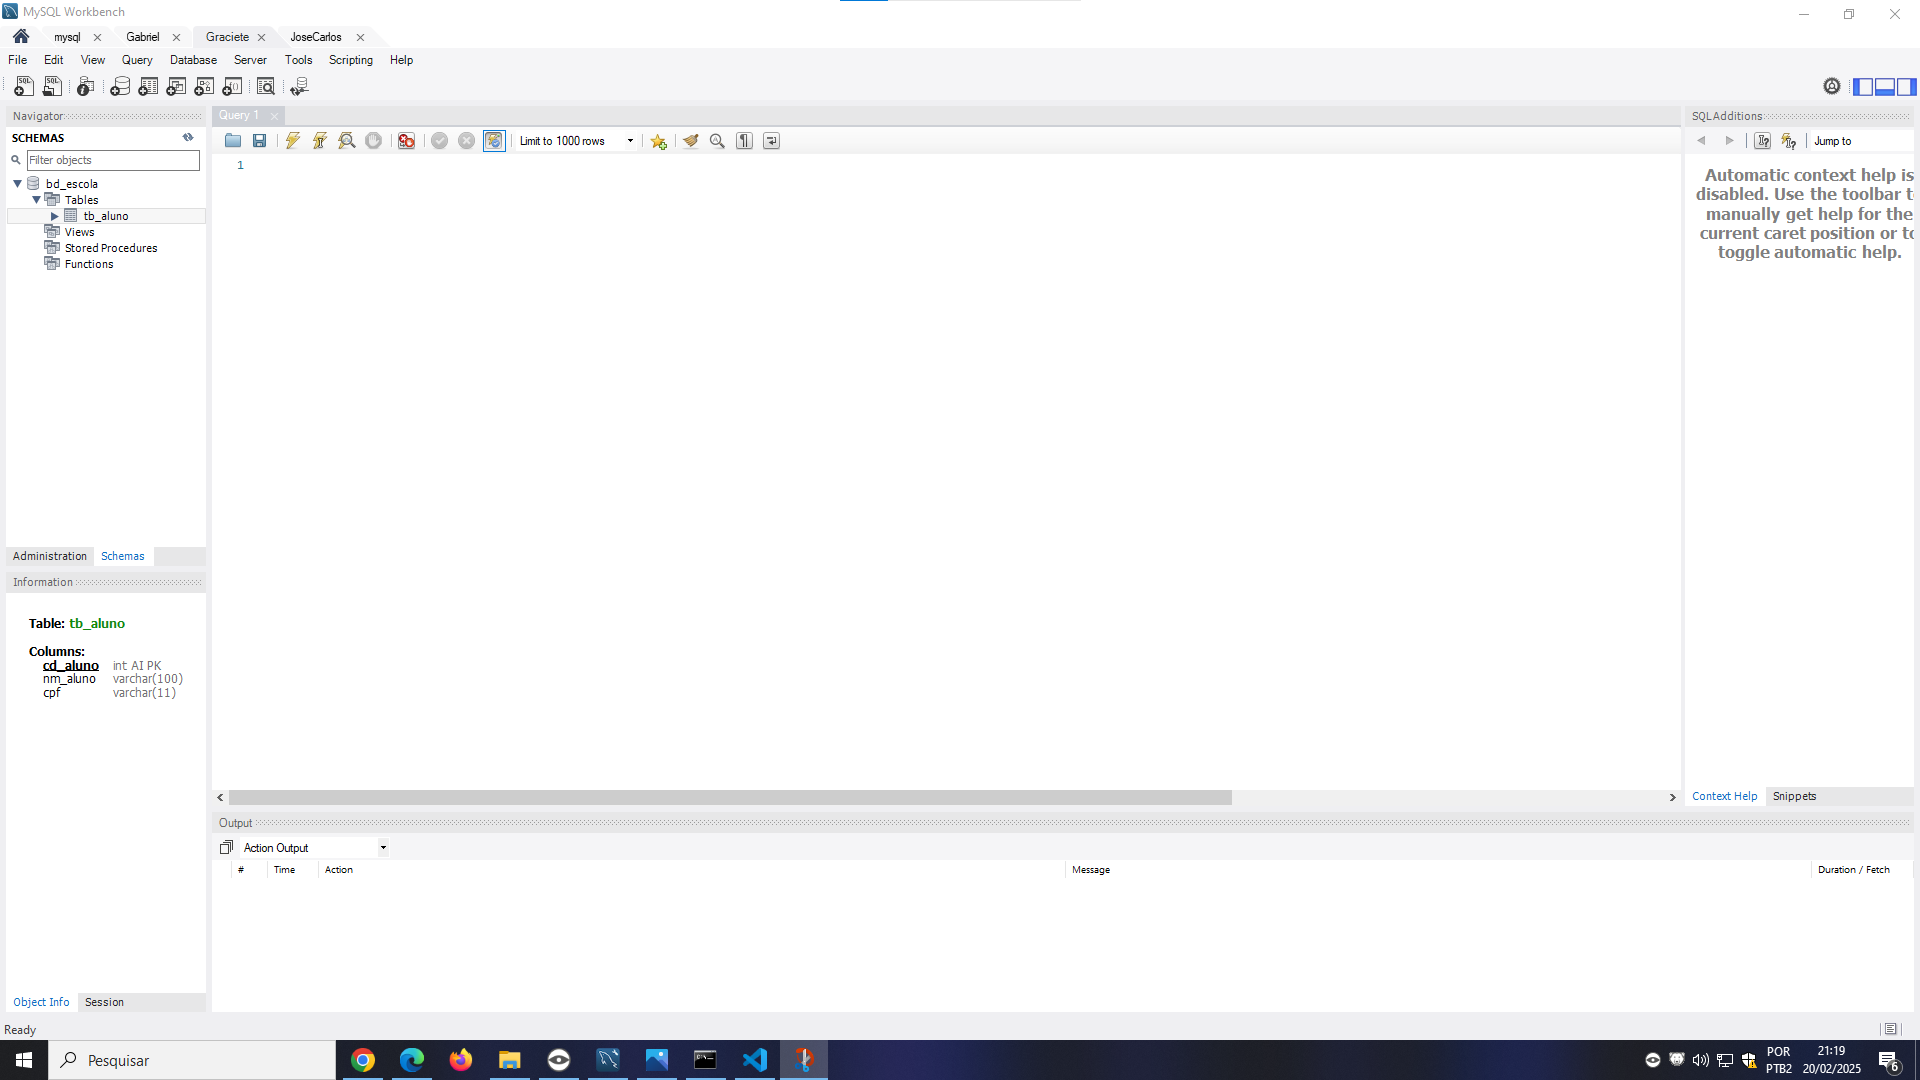 MySQL Workbench
mysql
Gabriel
Graciete
JoseCarlos
File Edit View Query Database Server Tools Scripting Help
Navigator
SCHEMAS
Filter objects
bd_escola
Tables
tb_aluno
Views
Stored Procedures
Functions
Administration Schemas
Information
Table: tb_aluno
Columns:
cd_aluno int AI PK
nm_aluno varchar(100)
cpf varchar(11)
Object Info Session
Query 1
Limit to 1000 rows
1
SQLAdditions
Jump to
Automatic context help is
disabled. Use the toolbar t
manually get help for the
current caret position or to
toggle automatic help.
Context Help Snippets
Output
Action Output
# Time Action Message Duration / Fetch
Ready
Pesquisar
POR
PTB2
21:19
20/02/2025
6